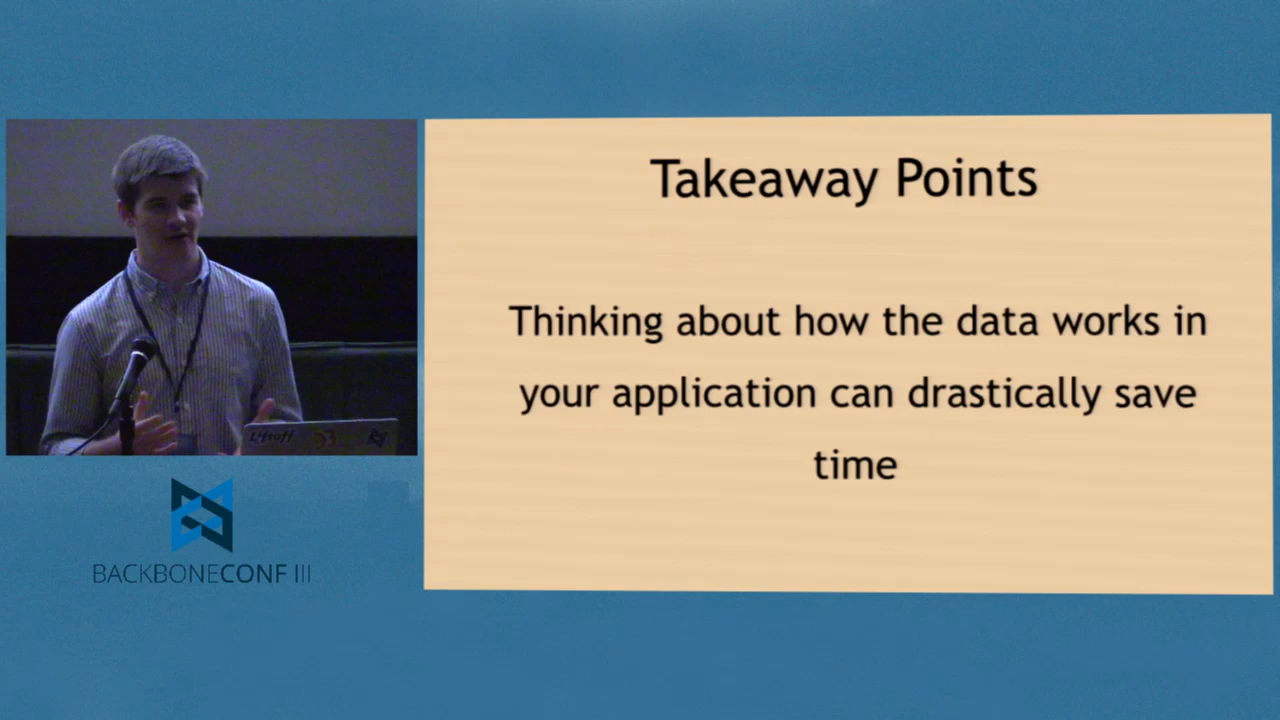 Takeaway Points
Thinking about how the data works in
your application can drastically save
time
BACKBONECONF III